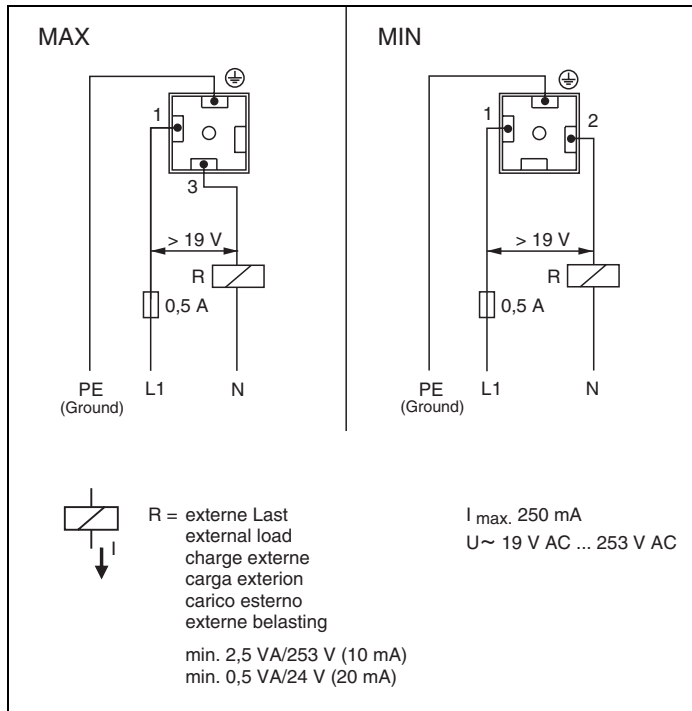 MAX
1
3
> 19 V
R
0,5 A
PE
(Ground)
L1
N
MIN
1
2
> 19 V
R
0,5 A
PE
(Ground)
L1
N
I
R = externe Last
external load
charge externe
carga exterion
carico esterno
externe belasting
min. 2,5 VA/253 V (10 mA)
min. 0,5 VA/24 V (20 mA)
I max. 250 mA
U~ 19 V AC ... 253 V AC